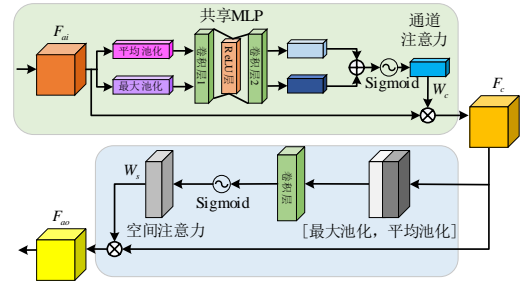 共享MLP
通道
注意力
F_ai
平均池化
最大池化
卷积层1
ReLU层
卷积层2
Sigmoid
W_c
F_c
W_s
Sigmoid
卷积层
空间注意力
[最大池化，平均池化]
F_ao